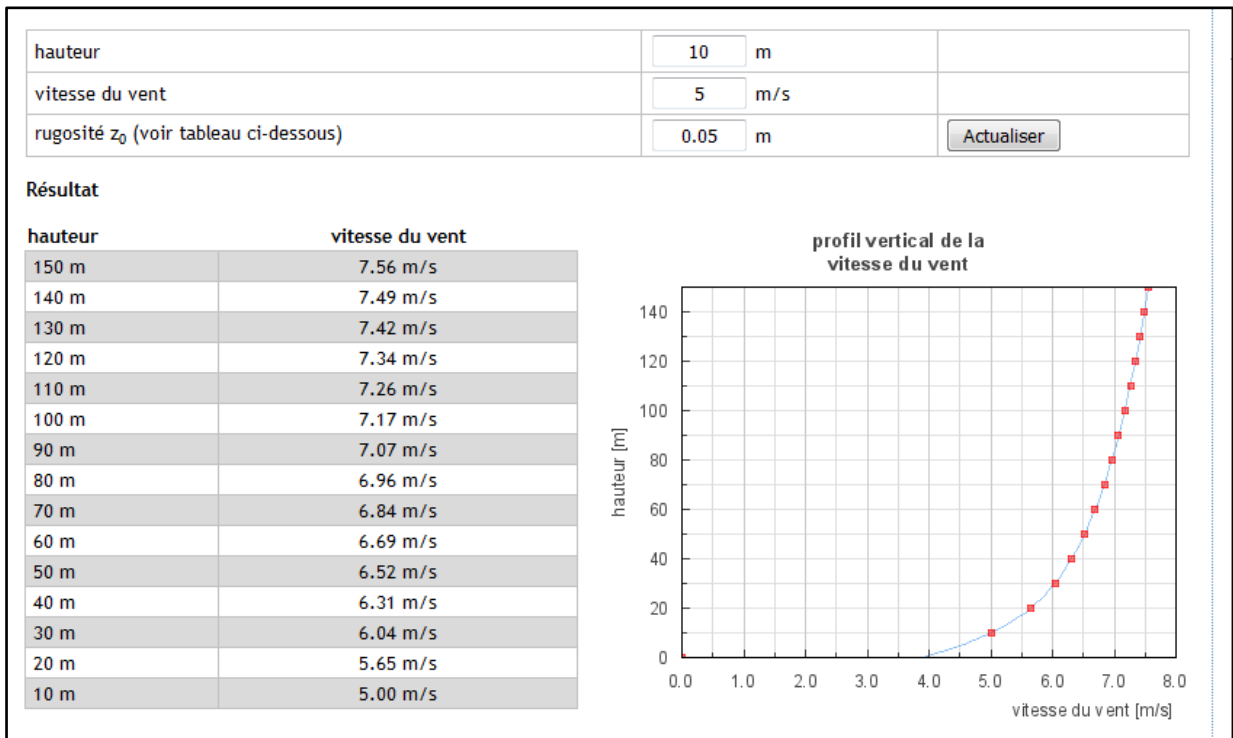 hauteur 10 m
vitesse du vent 5 m/s
rugosité z₀ (voir tableau ci-dessous) 0.05 m Actualiser
Résultat
hauteur vitesse du vent
150 m 7.56 m/s
140 m 7.49 m/s
130 m 7.42 m/s
120 m 7.34 m/s
110 m 7.26 m/s
100 m 7.17 m/s
90 m 7.07 m/s
80 m 6.96 m/s
70 m 6.84 m/s
60 m 6.69 m/s
50 m 6.52 m/s
40 m 6.31 m/s
30 m 6.04 m/s
20 m 5.65 m/s
10 m 5.00 m/s
profil vertical de la
vitesse du vent
hauteur [m]
140
120
100
80
60
40
20
0
0.0 1.0 2.0 3.0 4.0 5.0 6.0 7.0 8.0
vitesse du vent [m/s]